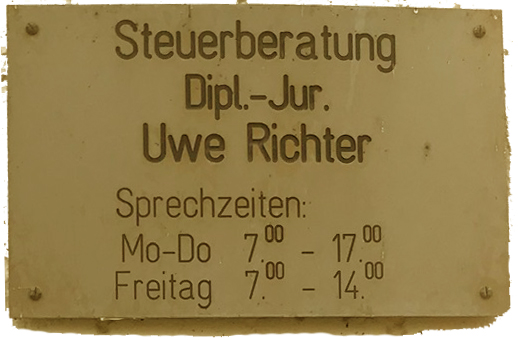 Steuerberatung
Dipl.-Jur.
Uwe Richter
Sprechzeiten:
Mo-Do 7.00 - 17.00
Freitag 7.00 - 14.00